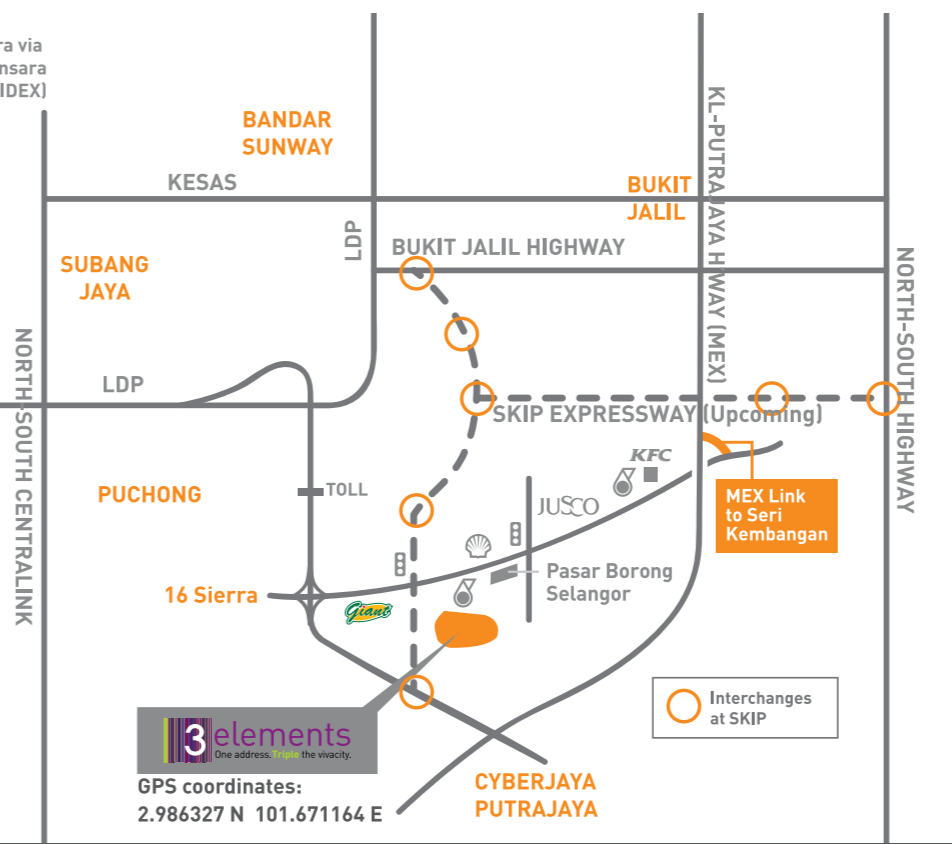 ra via
nsara
IDEX)
BANDAR
SUNWAY
KESAS
BUKIT
JALIL
KL-PUTRAJAYA H'WAY (MEX)
LDP
BUKIT JALIL HIGHWAY
SUBANG
JAYA
NORTH-SOUTH HIGHWAY
NORTH-SOUTH CENTRALINK
LDP
SKIP EXPRESSWAY (Upcoming)
KFC
PUCHONG
TOLL
JUSCO
MEX Link
to Seri
Kembangan
Pasar Borong
Selangor
16 Sierra
Giant
Interchanges
at SKIP
3 elements
One address. Triple the vivacity.
GPS coordinates:
2.986327 N 101.671164 E
CYBERJAYA
PUTRAJAYA